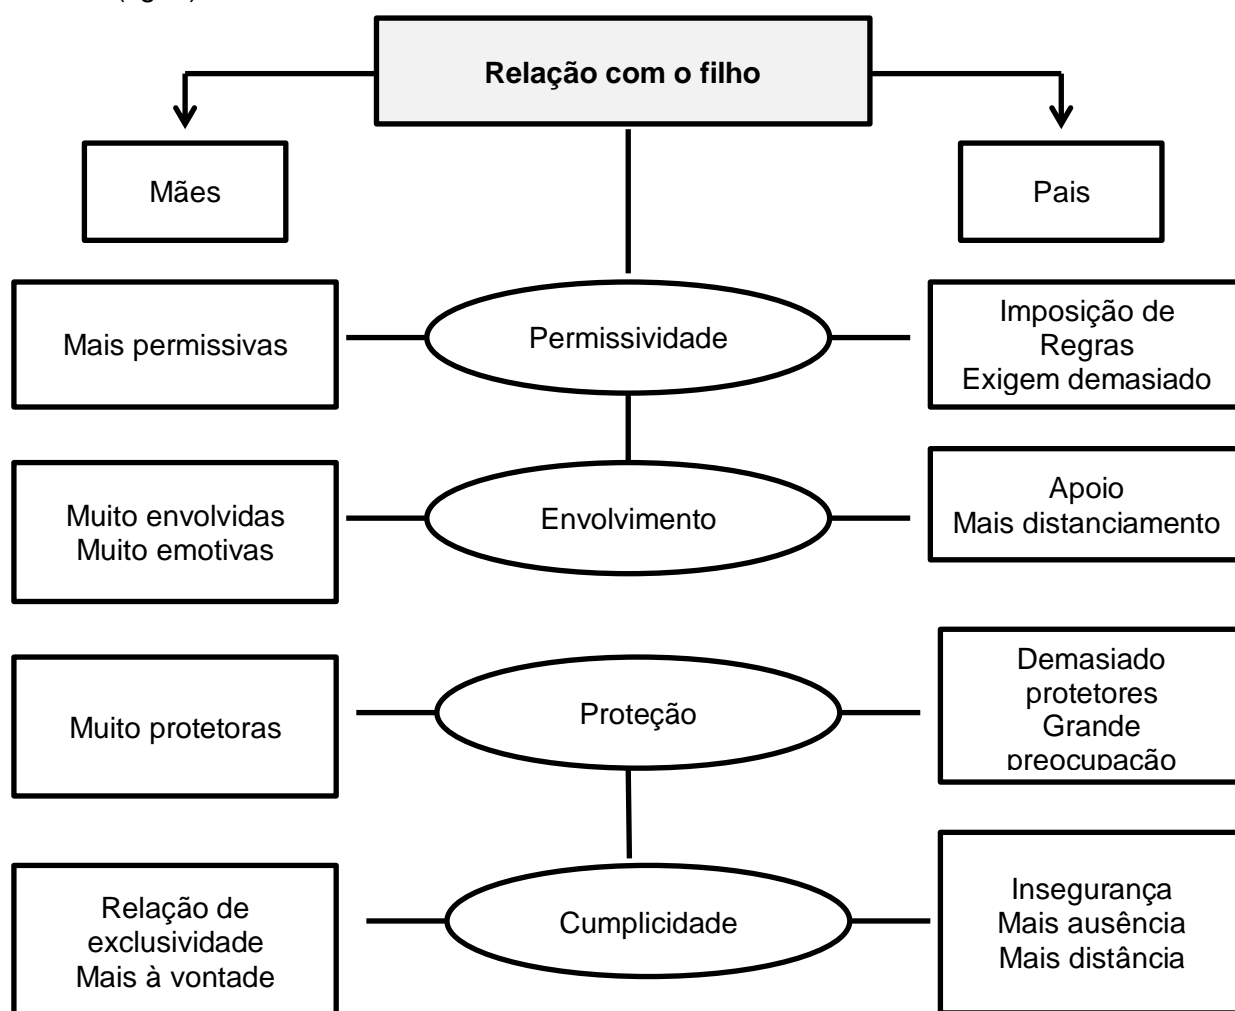 Relação com o filho
Mães
Pais
Mais permissivas
Permissividade
Imposição de
Regras
Exigem demasiado
Muito envolvidas
Muito emotivas
Envolvimento
Apoio
Mais distanciamento
Muito protetoras
Proteção
Demasiado
protetores
Grande
preocupação
Relação de
exclusividade
Mais à vontade
Cumplicidade
Insegurança
Mais ausência
Mais distância